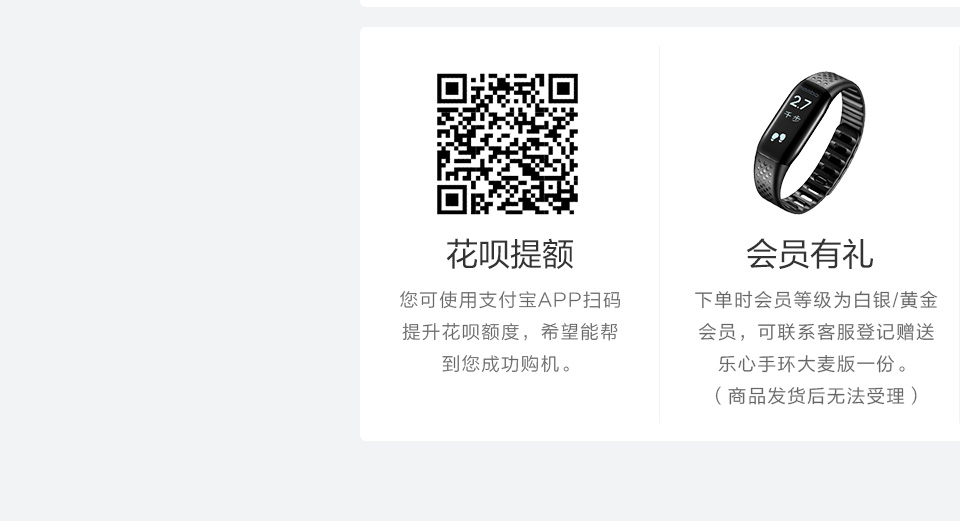 花呗提额
您可使用支付宝APP扫码
提升花呗额度，希望能帮
到您成功购机。
2.7
千步
会员有礼
下单时会员等级为白银/黄金
会员，可联系客服登记赠送
乐心手环大麦版一份。
（商品发货后无法受理）